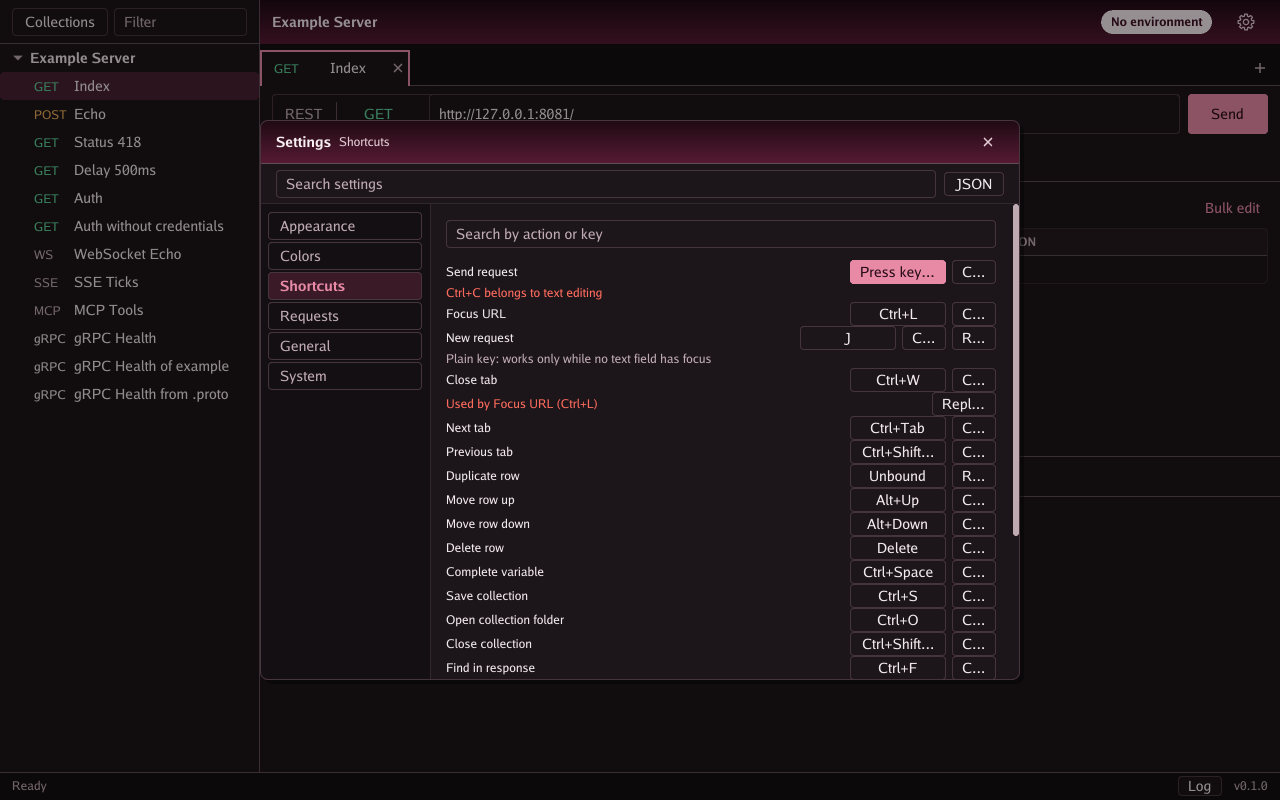 Collections
Filter
Example Server
No environment
Example Server
GET Index
POST Echo
GET Status 418
GET Delay 500ms
GET Auth
GET Auth without credentials
WS WebSocket Echo
SSE SSE Ticks
MCP MCP Tools
gRPC gRPC Health
gRPC gRPC Health of example
gRPC gRPC Health from .proto
GET Index
REST GET http://127.0.0.1:8081/
Send
Bulk edit
ON
Settings Shortcuts
Search settings
JSON
Appearance
Colors
Shortcuts
Requests
General
System
Search by action or key
Send request Press key... C...
Ctrl+C belongs to text editing
Focus URL Ctrl+L C...
New request J C... R...
Plain key: works only while no text field has focus
Close tab Ctrl+W C...
Used by Focus URL (Ctrl+L) Repl...
Next tab Ctrl+Tab C...
Previous tab Ctrl+Shift... C...
Duplicate row Unbound R...
Move row up Alt+Up C...
Move row down Alt+Down C...
Delete row Delete C...
Complete variable Ctrl+Space C...
Save collection Ctrl+S C...
Open collection folder Ctrl+O C...
Close collection Ctrl+Shift... C...
Find in response Ctrl+F C...
Ready
Log
v0.1.0